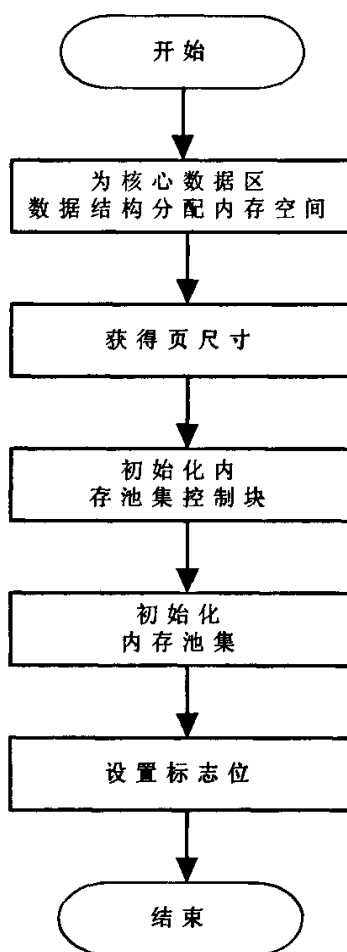 开始
为核心数据区
数据结构分配内存空间
获得页尺寸
初始化内
存池集控制块
初始化
内存池集
设置标志位
结束